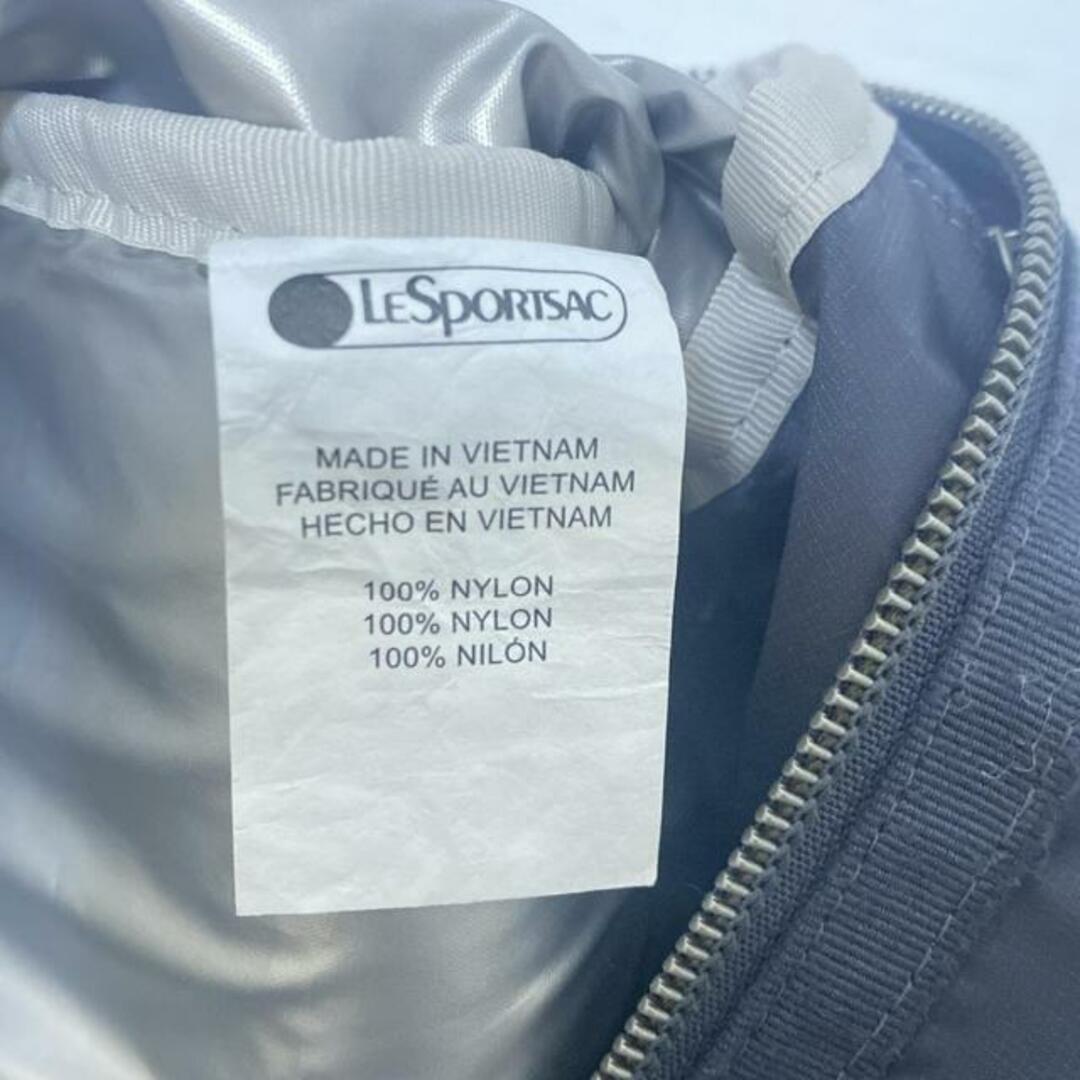 LESPORTSAC
MADE IN VIETNAM
FABRIQUÉ AU VIETNAM
HECHO EN VIETNAM
100% NYLON
100% NYLON
100% NILÓN